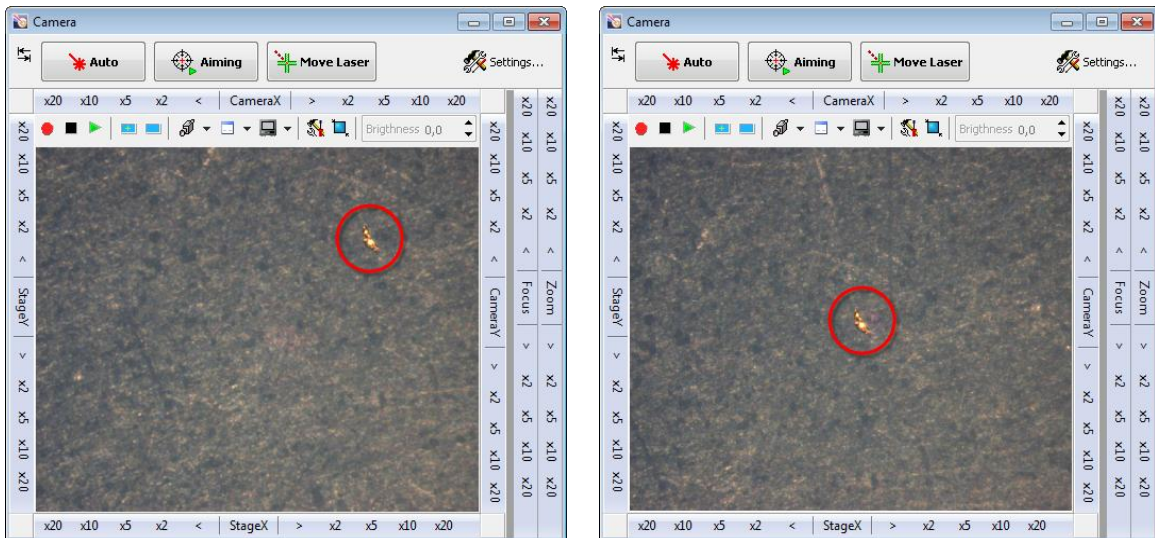 Camera
Auto Aiming Move Laser Settings...
x20 x10 x5 x2 < CameraX > x2 x5 x10 x20
Brigthness 0,0
x20 x10 x5 x2 < StageY > x2 x5 x10 x20
x20 x10 x5 x2 < CameraY > x2 x5 x10 x20
x20 x10 x5 x2 < Focus > x2 x5 x10 x20
x20 x10 x5 x2 < Zoom > x2 x5 x10 x20
x20 x10 x5 x2 < StageX > x2 x5 x10 x20
Camera
Auto Aiming Move Laser Settings...
x20 x10 x5 x2 < CameraX > x2 x5 x10 x20
Brigthness 0,0
x20 x10 x5 x2 < StageY > x2 x5 x10 x20
x20 x10 x5 x2 < CameraY > x2 x5 x10 x20
x20 x10 x5 x2 < Focus > x2 x5 x10 x20
x20 x10 x5 x2 < Zoom > x2 x5 x10 x20
x20 x10 x5 x2 < StageX > x2 x5 x10 x20